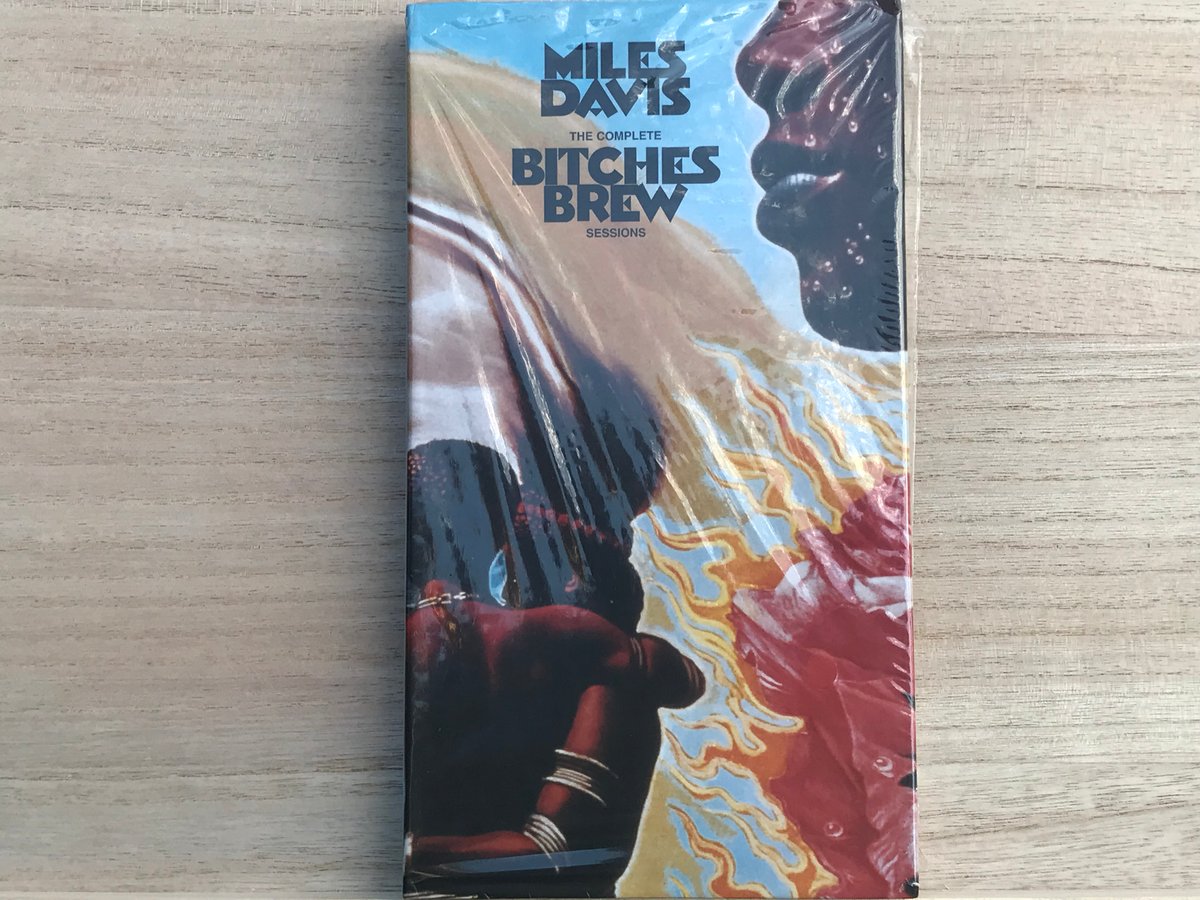 MILES
DAVIS
THE COMPLETE
BITCHES
BREW
SESSIONS